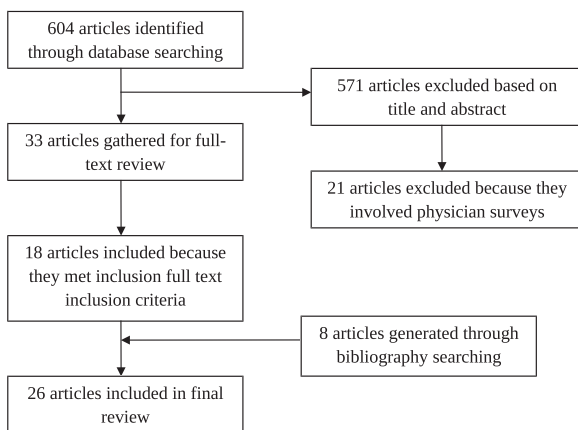 604 articles identified
through database searching
571 articles excluded based on
title and abstract
33 articles gathered for full-
text review
21 articles excluded because they
involved physician surveys
18 articles included because
they met inclusion full text
inclusion criteria
8 articles generated through
bibliography searching
26 articles included in final
review